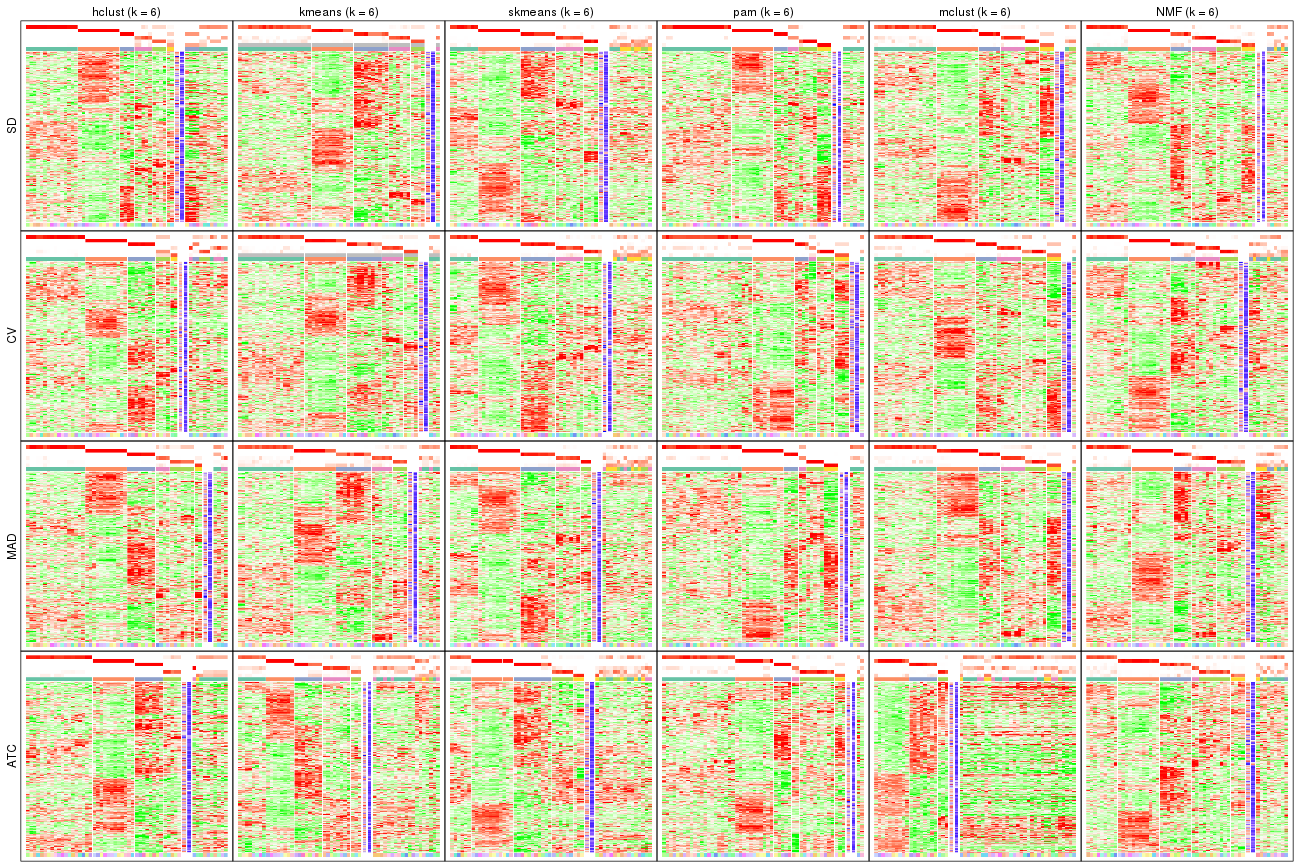 hclust (k = 6) kmeans (k = 6) skmeans (k = 6) pam (k = 6) mclust (k = 6) NMF (k = 6)
SD
CV
MAD
ATC